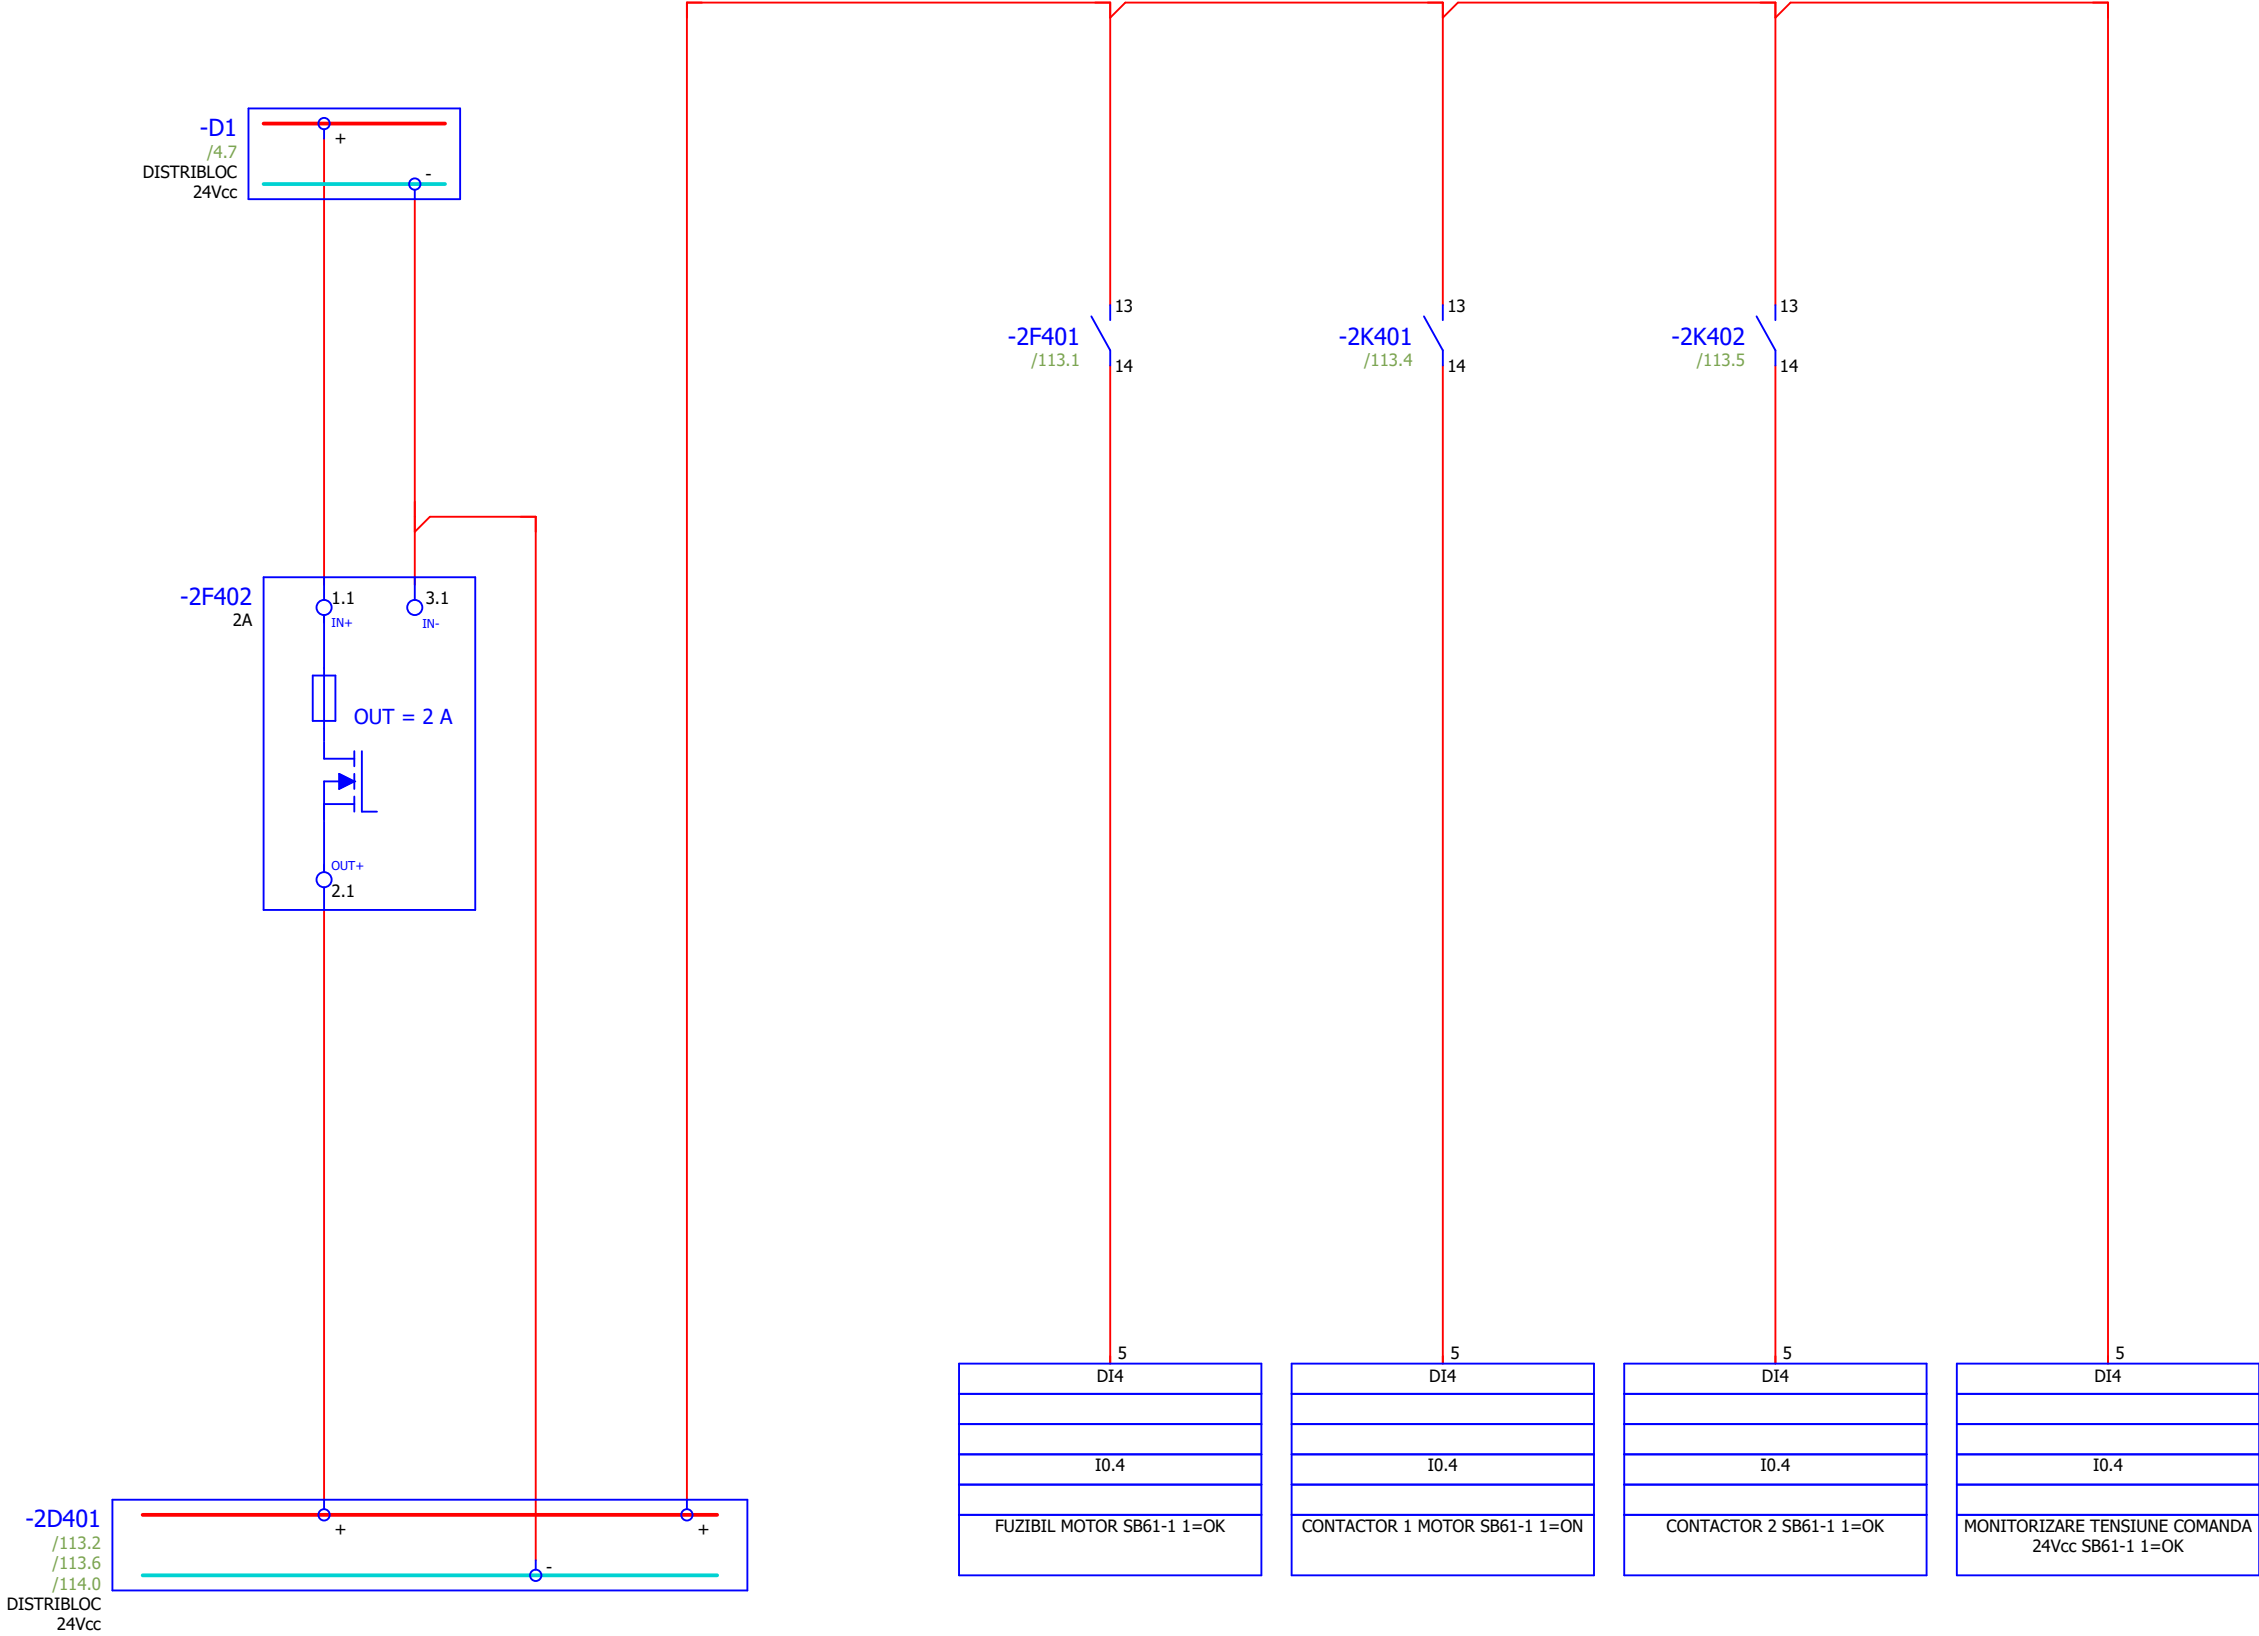 -D1
/4.7
DISTRIBLOC
24Vcc
+
-
-2F402
2A
1.1
IN+
3.1
IN-
OUT = 2 A
OUT+
2.1
-2D401
/113.2
/113.6
/114.0
DISTRIBLOC
24Vcc
+
-
+
-2F401
/113.1
13
14
-2K401
/113.4
13
14
-2K402
/113.5
13
14
5
DI4
I0.4
FUZIBIL MOTOR SB61-1 1=OK
5
DI4
I0.4
CONTACTOR 1 MOTOR SB61-1 1=ON
5
DI4
I0.4
CONTACTOR 2 SB61-1 1=OK
5
DI4
I0.4
MONITORIZARE TENSIUNE COMANDA
24Vcc SB61-1 1=OK